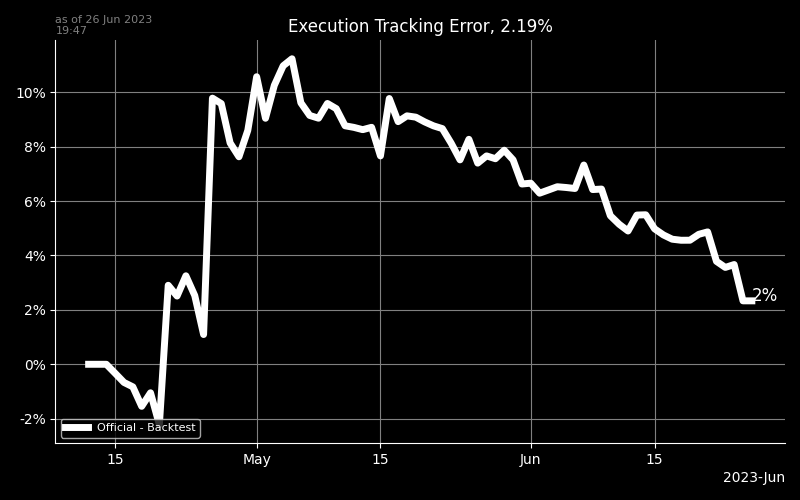 as of 26 Jun 2023
19:47
Execution Tracking Error, 2.19%
10%
8%
6%
4%
2%
0%
-2%
2%
Official - Backtest
15
May
15
Jun
15
2023-Jun